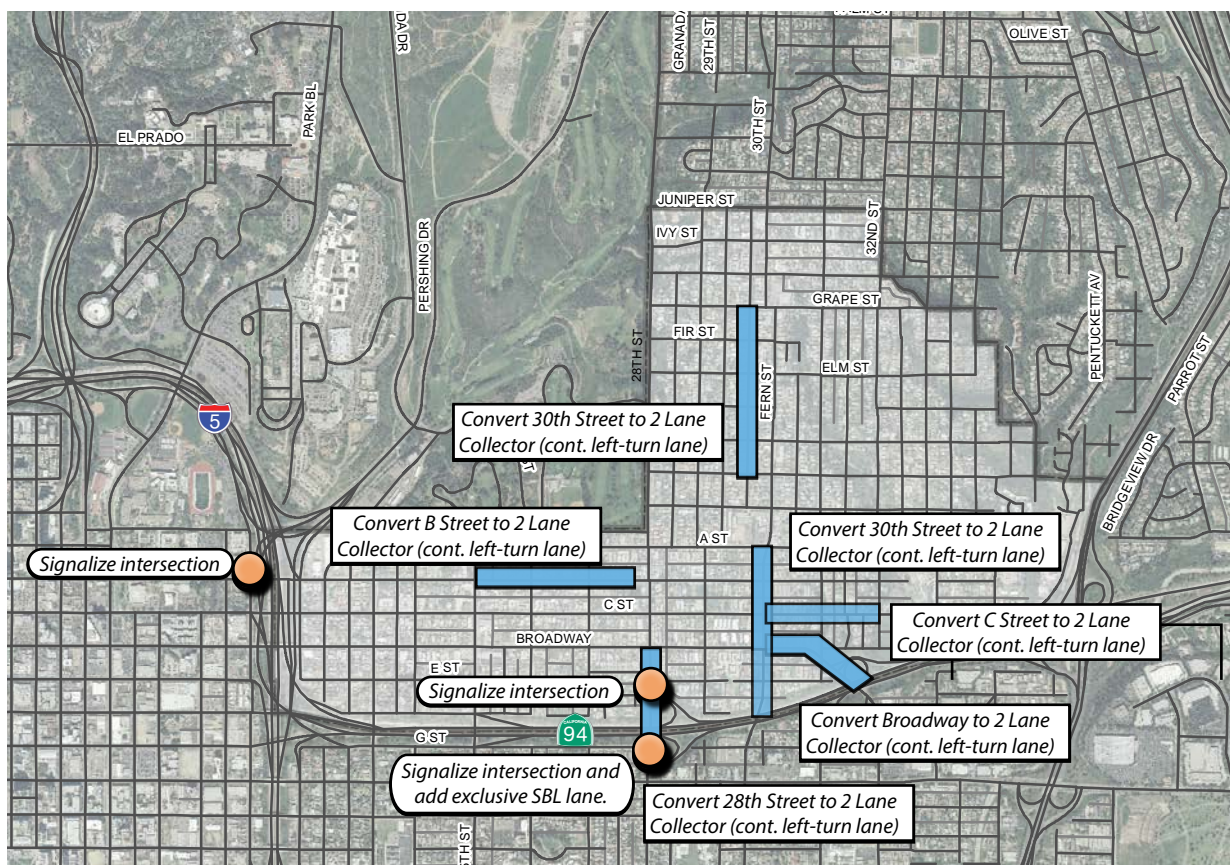 OLIVE ST
29TH ST
30TH ST
PARK BL
EL PRADO
PERSHING DR
JUNIPER ST
IVY ST
32ND ST
GRAPE ST
FIR ST
28TH ST
FERN ST
ELM ST
PENTUCKETT AV
PARROT ST
BRIDGEVIEW DR
5
Convert 30th Street to 2 Lane
Collector (cont. left-turn lane)
Convert B Street to 2 Lane
Collector (cont. left-turn lane)
A ST
Convert 30th Street to 2 Lane
Collector (cont. left-turn lane)
Signalize intersection
C ST
Convert C Street to 2 Lane
Collector (cont. left-turn lane)
BROADWAY
E ST
Signalize intersection
G ST
CALIFORNIA
94
Convert Broadway to 2 Lane
Collector (cont. left-turn lane)
Signalize intersection and
add exclusive SBL lane.
Convert 28th Street to 2 Lane
Collector (cont. left-turn lane)